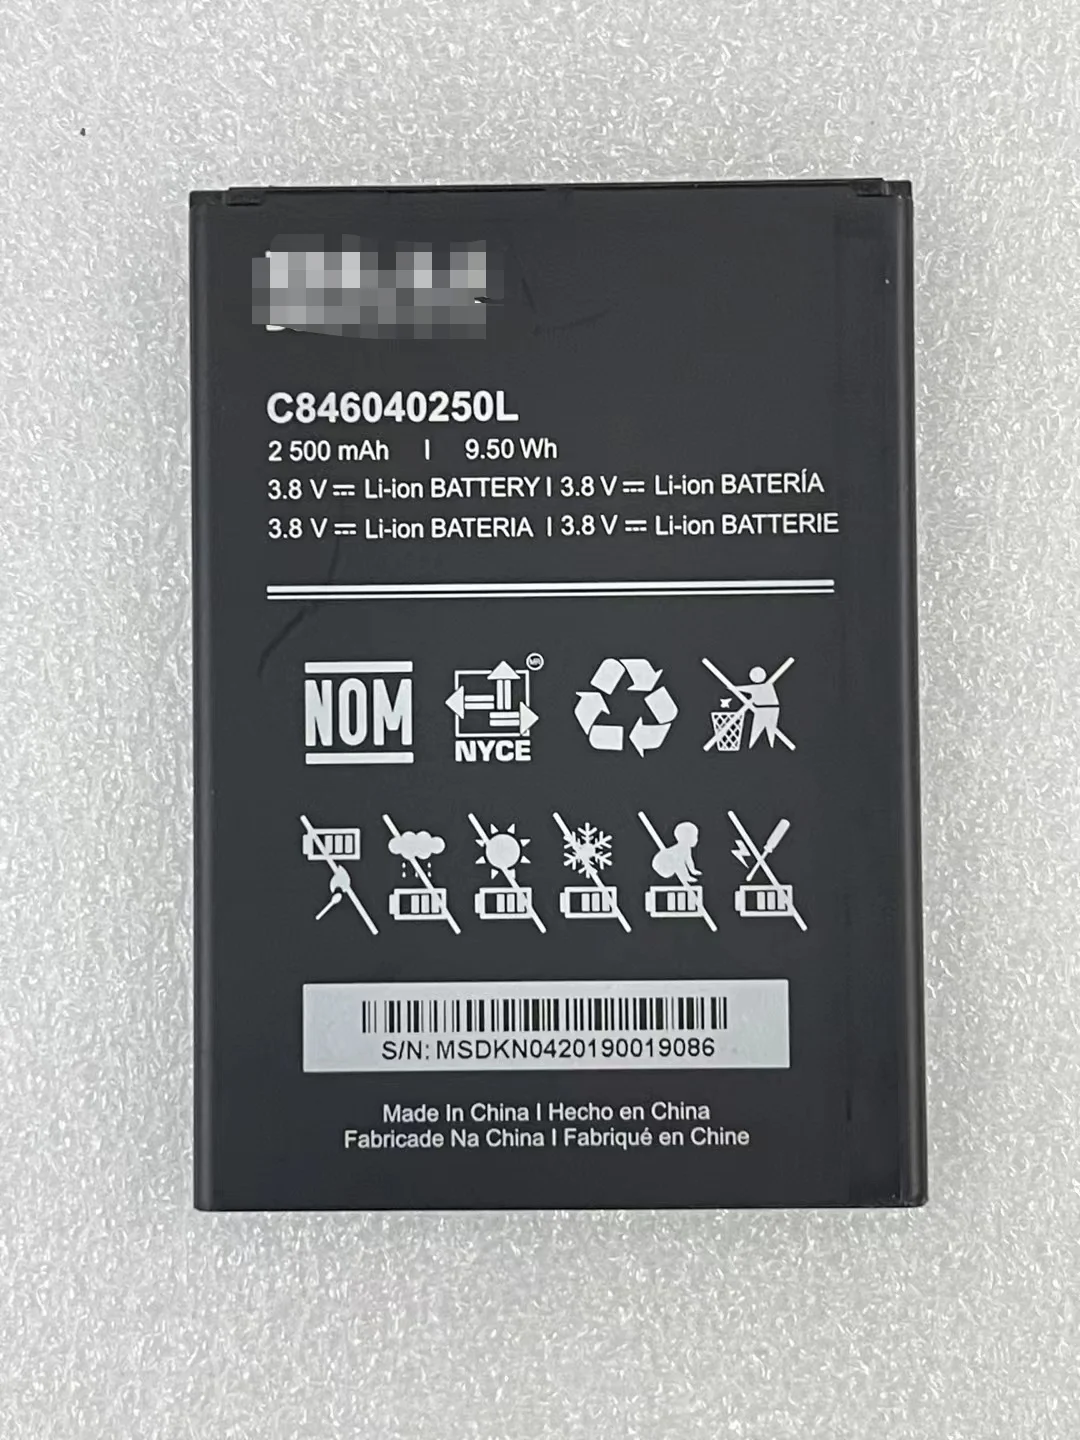 C846040250L
2 500 mAh I 9.50 Wh
3.8 V⎓ Li-ion BATTERY I 3.8 V⎓ Li-ion BATERÍA
3.8 V⎓ Li-ion BATERIA I 3.8 V⎓ Li-ion BATTERIE
NOM
MR
NYCE
S/N: MSDKN0420190019086
Made In China I Hecho en China
Fabricade Na China I Fabriqué en Chine